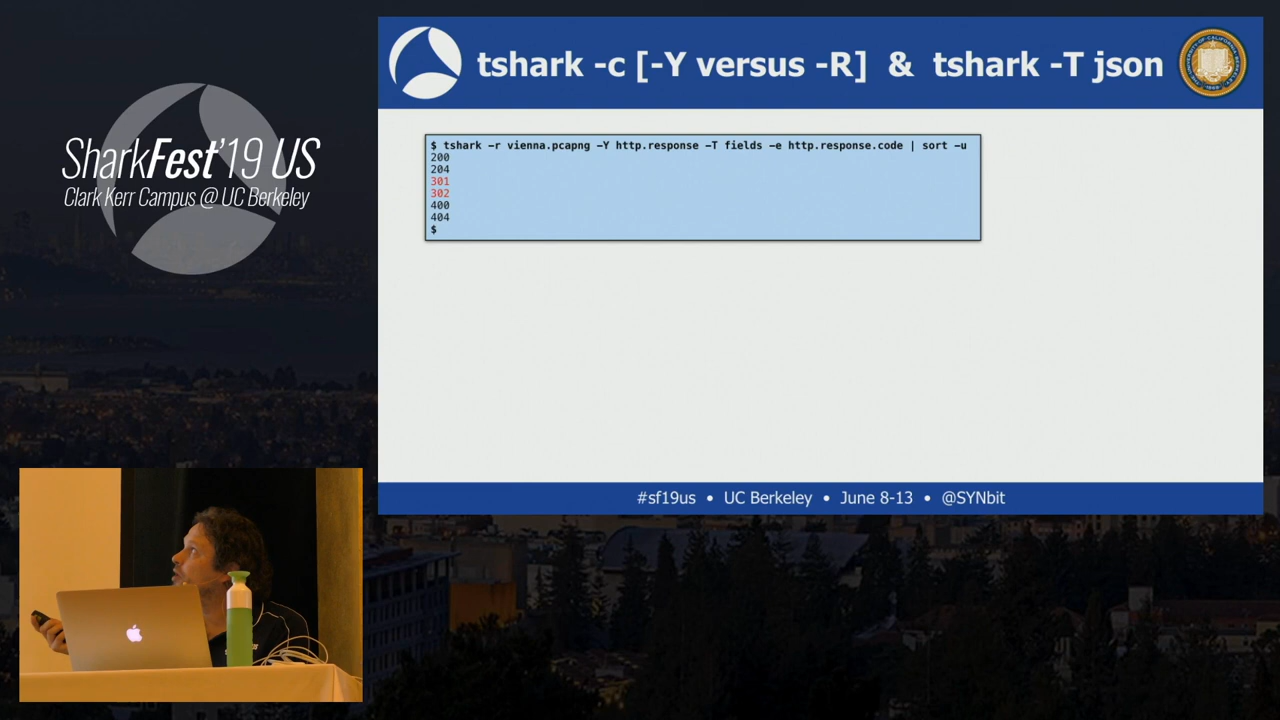 SharkFest'19 US
Clark Kerr Campus @ UC Berkeley
tshark -c [-Y versus -R] & tshark -T json
$ tshark -r vienna.pcapng -Y http.response -T fields -e http.response.code | sort -u
200
204
301
302
400
404
$
#sf19us • UC Berkeley • June 8-13 • @SYNbit